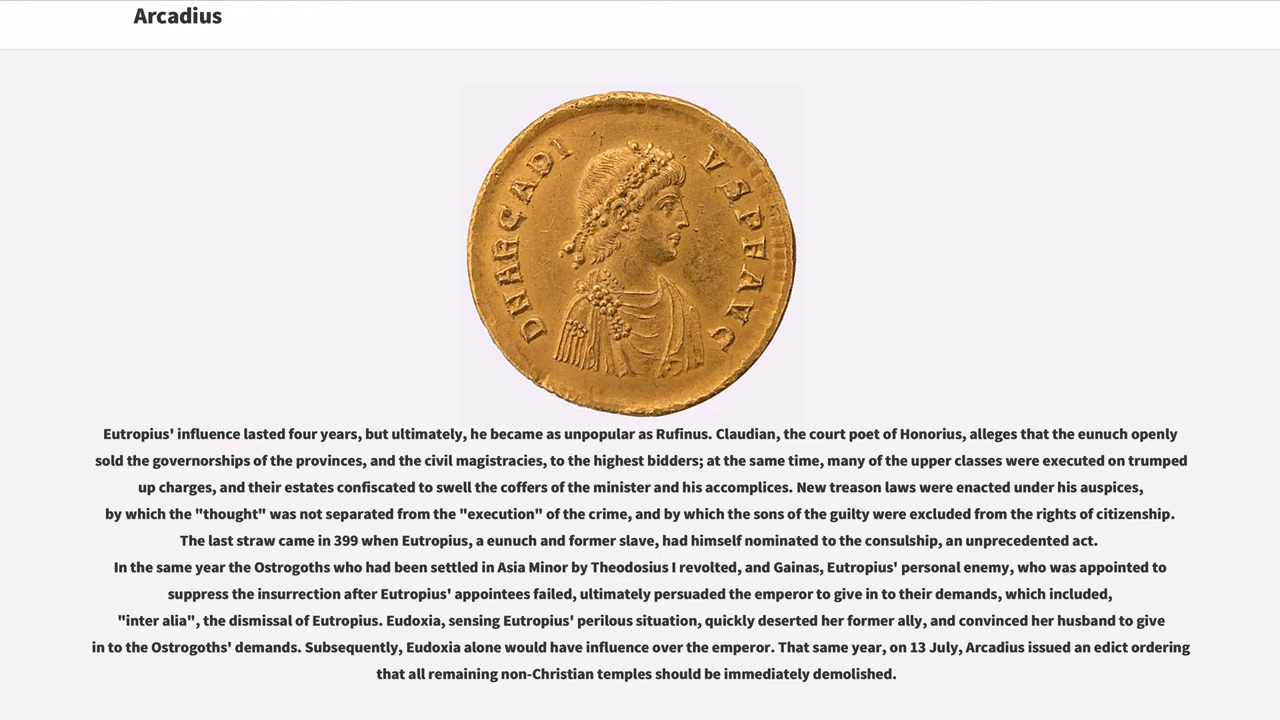 Arcadius
D N ARCADI
VS P F AVG
Eutropius' influence lasted four years, but ultimately, he became as unpopular as Rufinus. Claudian, the court poet of Honorius, alleges that the eunuch openly
sold the governorships of the provinces, and the civil magistracies, to the highest bidders; at the same time, many of the upper classes were executed on trumped
up charges, and their estates confiscated to swell the coffers of the minister and his accomplices. New treason laws were enacted under his auspices,
by which the "thought" was not separated from the "execution" of the crime, and by which the sons of the guilty were excluded from the rights of citizenship.
The last straw came in 399 when Eutropius, a eunuch and former slave, had himself nominated to the consulship, an unprecedented act.
In the same year the Ostrogoths who had been settled in Asia Minor by Theodosius I revolted, and Gainas, Eutropius' personal enemy, who was appointed to
suppress the insurrection after Eutropius' appointees failed, ultimately persuaded the emperor to give in to their demands, which included,
"inter alia", the dismissal of Eutropius. Eudoxia, sensing Eutropius' perilous situation, quickly deserted her former ally, and convinced her husband to give
in to the Ostrogoths' demands. Subsequently, Eudoxia alone would have influence over the emperor. That same year, on 13 July, Arcadius issued an edict ordering
that all remaining non-Christian temples should be immediately demolished.